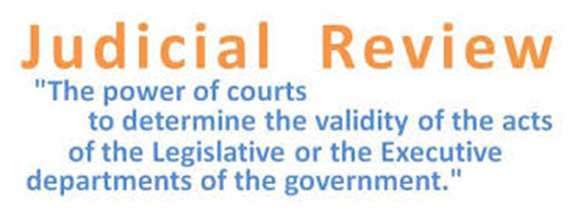 Judicial Review
"The power of courts
to determine the validity of the acts
of the Legislative or the Executive
departments of the government."